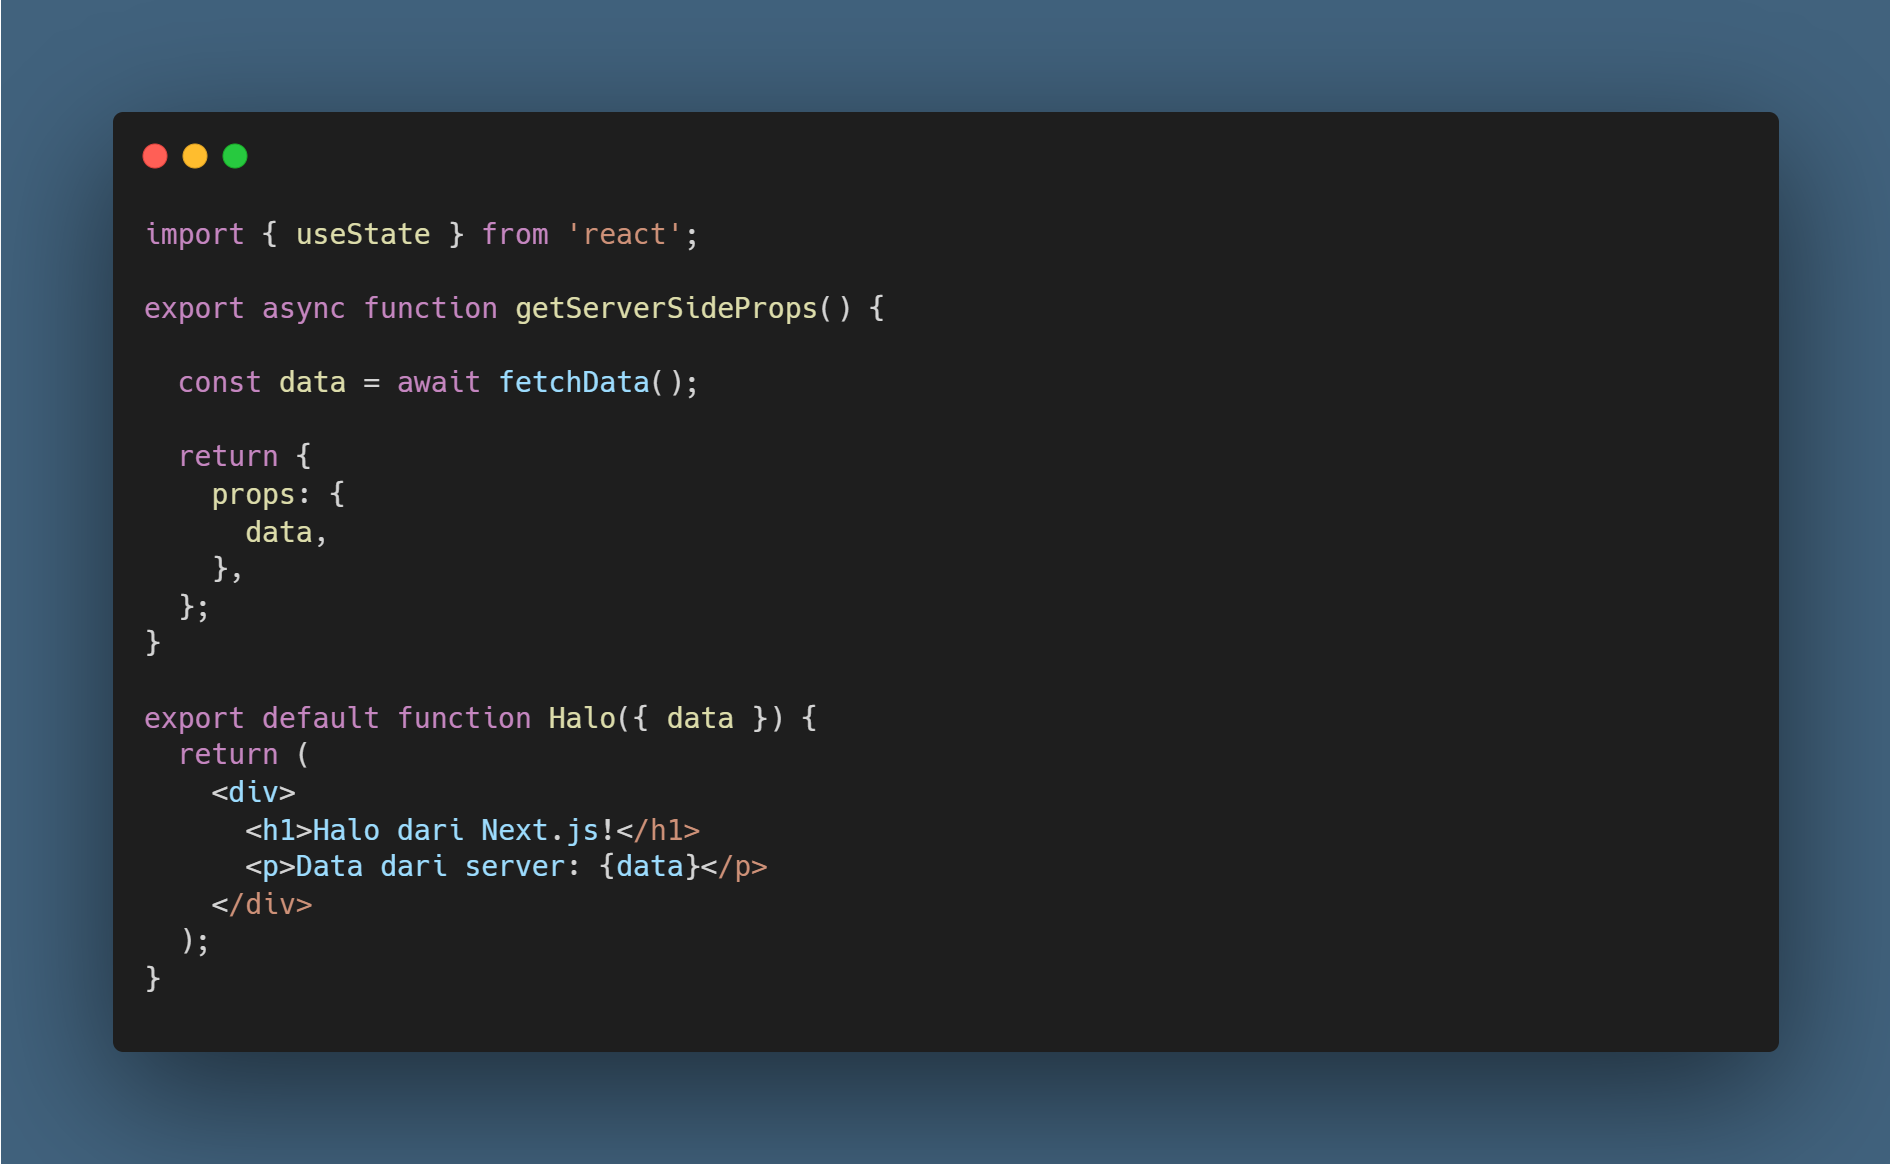 import { useState } from 'react';
export async function getServerSideProps() {
  const data = await fetchData();
  return {
    props: {
      data,
    },
  };
}
export default function Halo({ data }) {
  return (
    <div>
      <h1>Halo dari Next.js!</h1>
      <p>Data dari server: {data}</p>
    </div>
  );
}